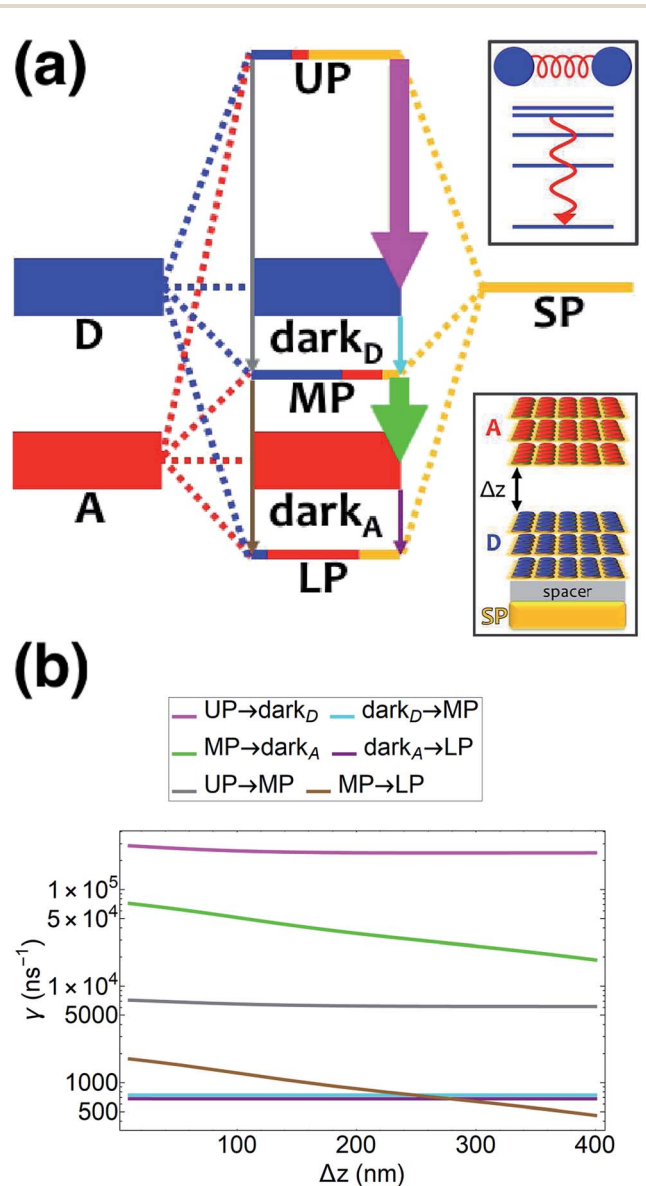 (a)
UP
D
dark_D
SP
MP
A
dark_A
LP
A
Δz
D
spacer
SP
(b)
UP→dark_D dark_D→MP
MP→dark_A dark_A→LP
UP→MP MP→LP
γ (ns⁻¹)
1×10⁵
5×10⁴
1×10⁴
5000
1000
500
100 200 300 400
Δz (nm)